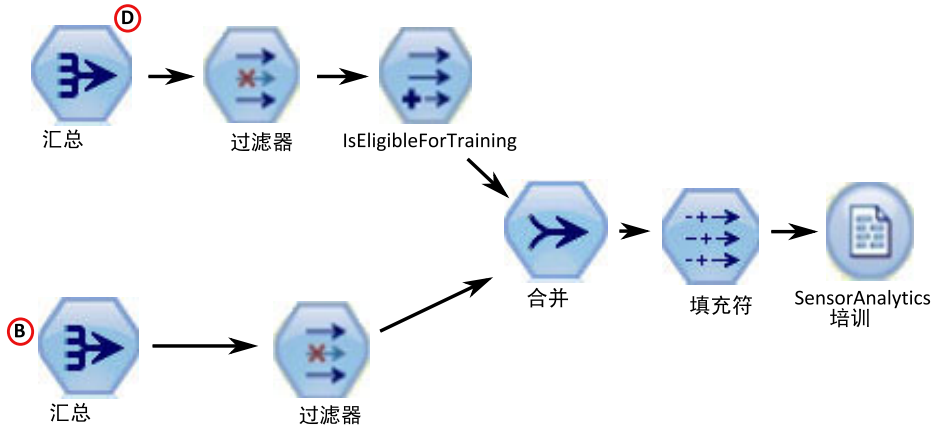 D
汇总
过滤器
IsEligibleForTraining
合并
填充符
SensorAnalytics
培训
B
汇总
过滤器